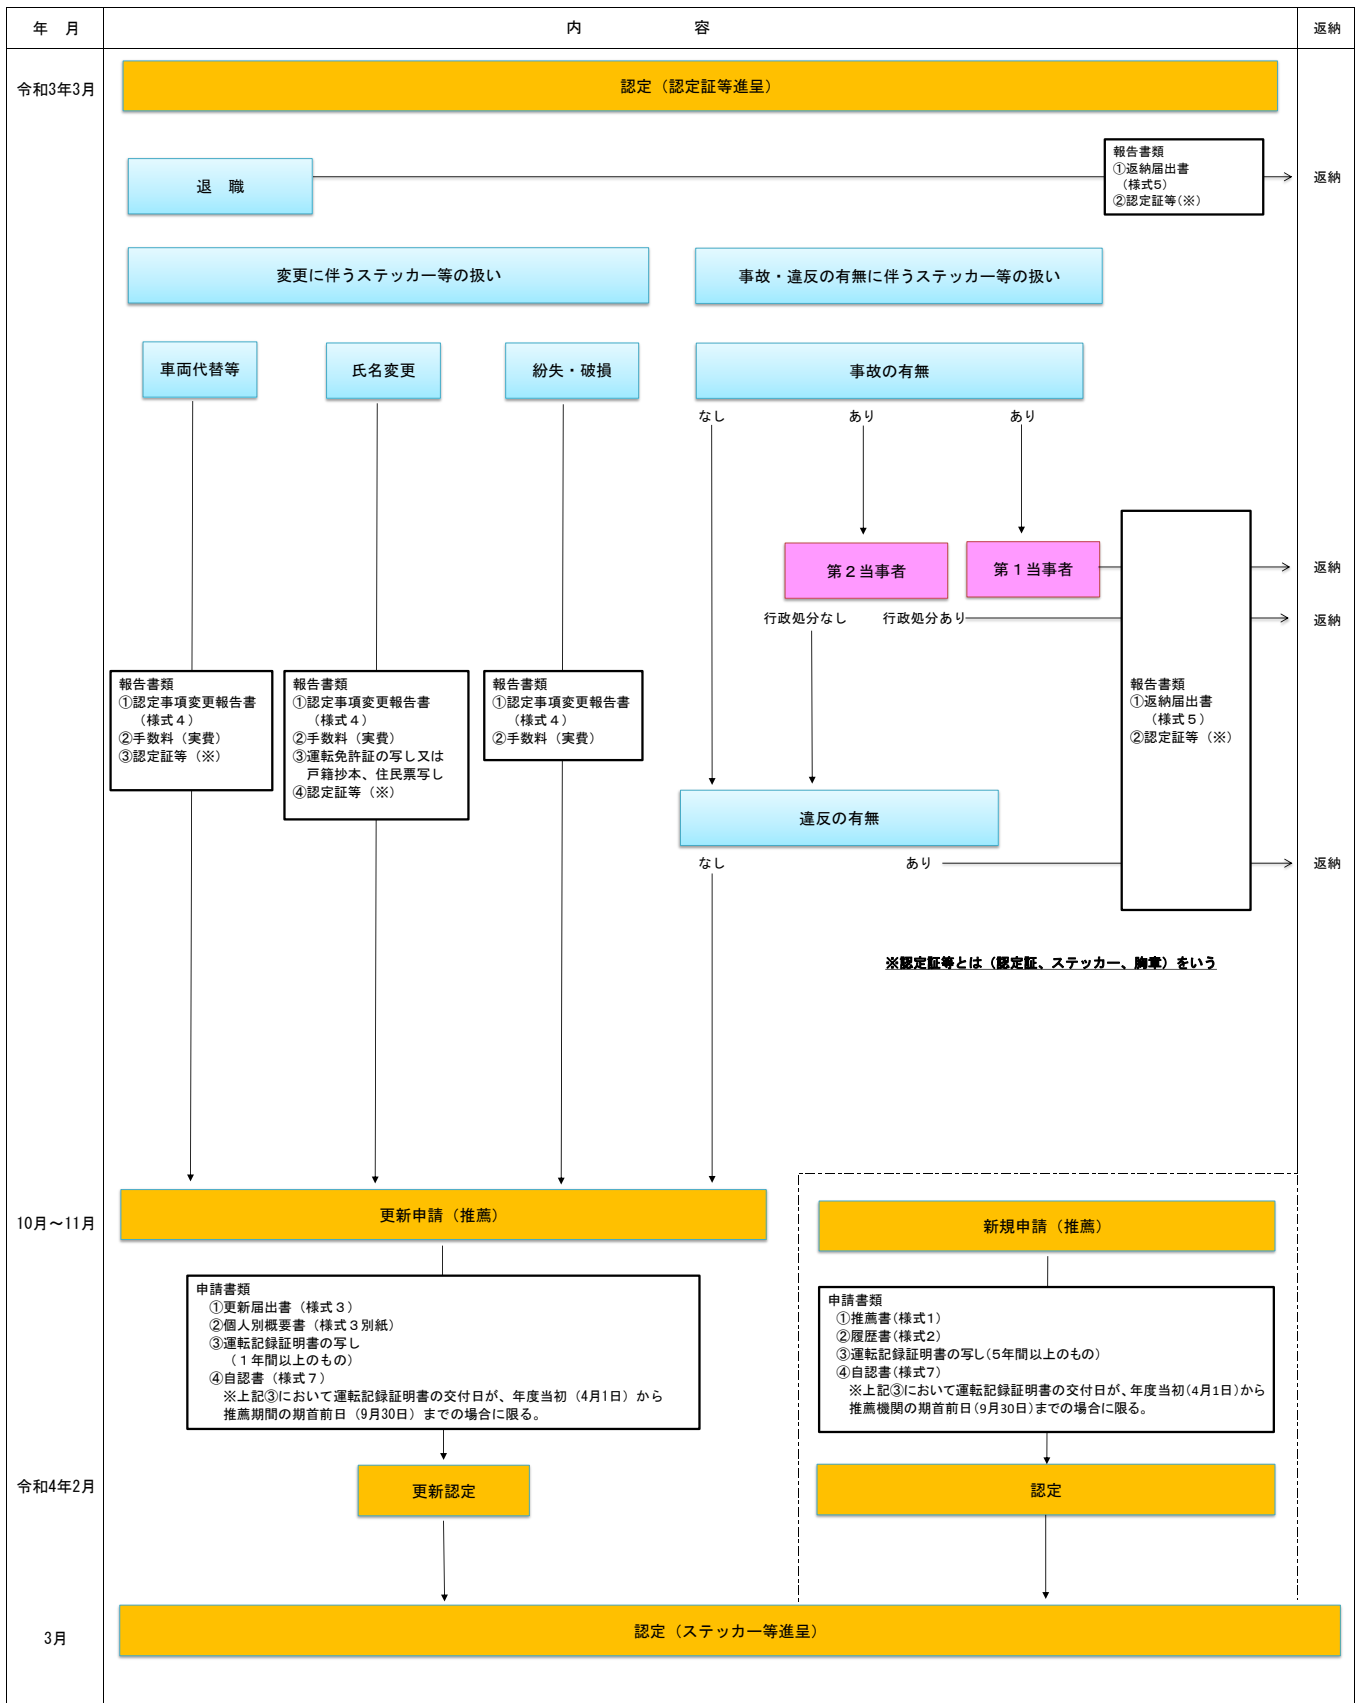 年　月
内　容
返納
令和3年3月
認定（認定証等進呈）
退　職
報告書類
①返納届出書
（様式5）
②認定証等(※)
返納
変更に伴うステッカー等の扱い
事故・違反の有無に伴うステッカー等の扱い
車両代替等
氏名変更
紛失・破損
事故の有無
なし
あり
あり
第２当事者
第１当事者
返納
行政処分なし
行政処分あり
返納
報告書類
①認定事項変更報告書
（様式４）
②手数料（実費）
③認定証等（※）
報告書類
①認定事項変更報告書
（様式４）
②手数料（実費）
③運転免許証の写し又は
戸籍抄本、住民票写し
④認定証等（※）
報告書類
①認定事項変更報告書
（様式４）
②手数料（実費）
報告書類
①返納届出書
（様式５）
②認定証等（※）
違反の有無
なし
あり
返納
※認定証等とは（認定証、ステッカー、胸章）をいう
10月～11月
更新申請（推薦）
新規申請（推薦）
申請書類
①更新届出書（様式３）
②個人別概要書（様式３別紙）
③運転記録証明書の写し
（１年間以上のもの）
④自認書（様式７）
※上記③において運転記録証明書の交付日が、年度当初（4月1日）から
推薦期間の期首前日（9月30日）までの場合に限る。
申請書類
①推薦書(様式1)
②履歴書(様式2)
③運転記録証明書の写し(5年間以上のもの)
④自認書(様式7)
※上記③において運転記録証明書の交付日が、年度当初(4月1日)から
推薦機関の期首前日(9月30日)までの場合に限る。
令和4年2月
更新認定
認定
3月
認定（ステッカー等進呈）